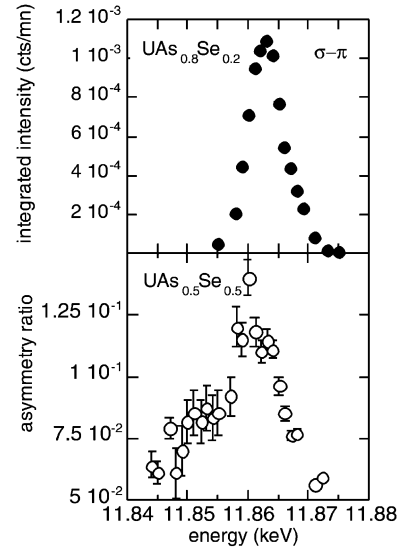 1.2 10⁻³
UAs₀.₈Se₀.₂ σ−π
1 10⁻³
8 10⁻⁴
6 10⁻⁴
4 10⁻⁴
2 10⁻⁴
integrated intensity (cts/mn)
UAs₀.₅Se₀.₅
1.25 10⁻¹
1 10⁻¹
7.5 10⁻²
5 10⁻²
asymmetry ratio
11.84 11.85 11.86 11.87 11.88
energy (keV)